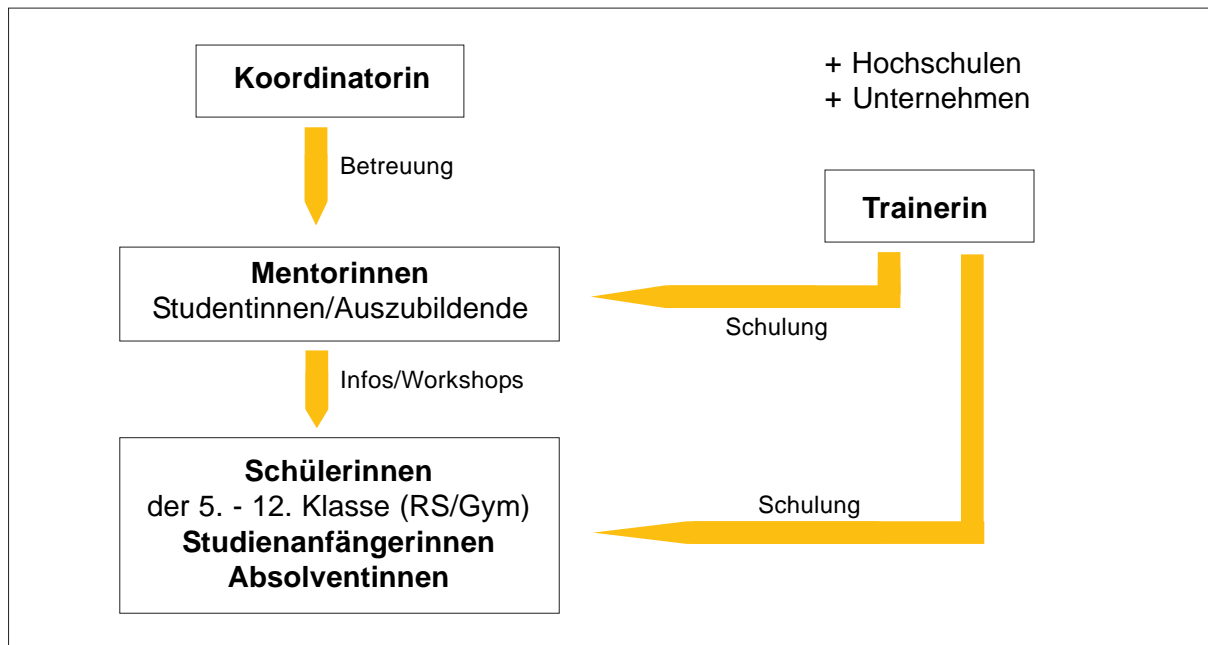 Koordinatorin
+ Hochschulen
+ Unternehmen
Betreuung
Trainerin
Mentorinnen
Studentinnen/Auszubildende
Schulung
Infos/Workshops
Schülerinnen
der 5. - 12. Klasse (RS/Gym)
Studienanfängerinnen
Absolventinnen
Schulung